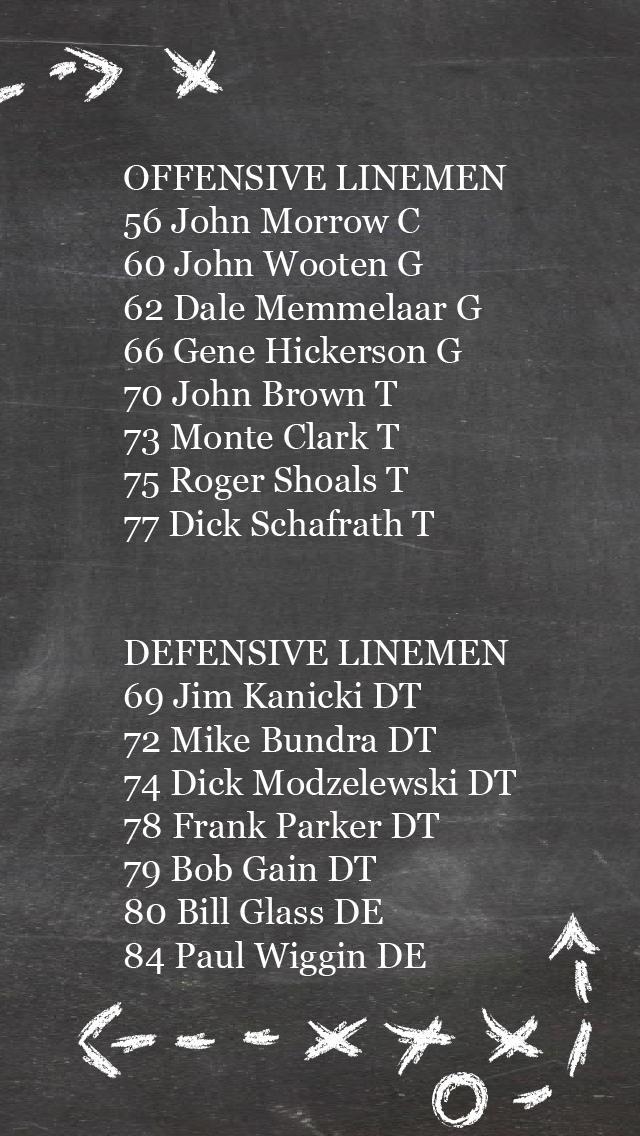 OFFENSIVE LINEMEN
56 John Morrow C
60 John Wooten G
62 Dale Memmelaar G
66 Gene Hickerson G
70 John Brown T
73 Monte Clark T
75 Roger Shoals T
77 Dick Schafrath T
DEFENSIVE LINEMEN
69 Jim Kanicki DT
72 Mike Bundra DT
74 Dick Modzelewski DT
78 Frank Parker DT
79 Bob Gain DT
80 Bill Glass DE
84 Paul Wiggin DE